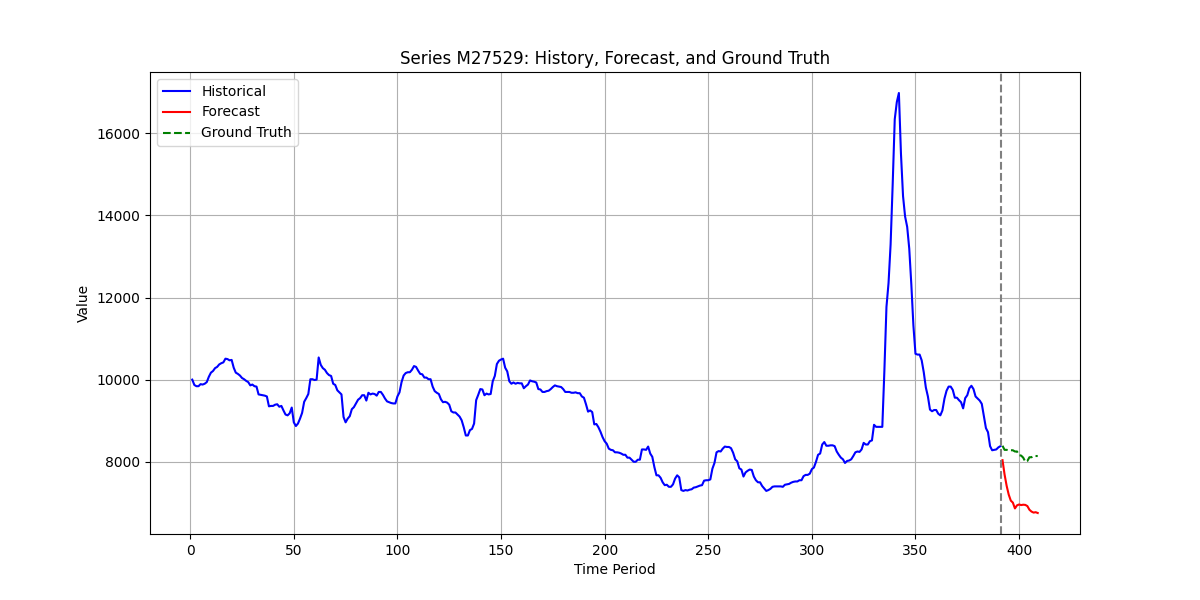 Series M27529: History, Forecast, and Ground Truth
Historical
Forecast
Ground Truth
16000
14000
12000
10000
8000
Value
0 50 100 150 200 250 300 350 400
Time Period